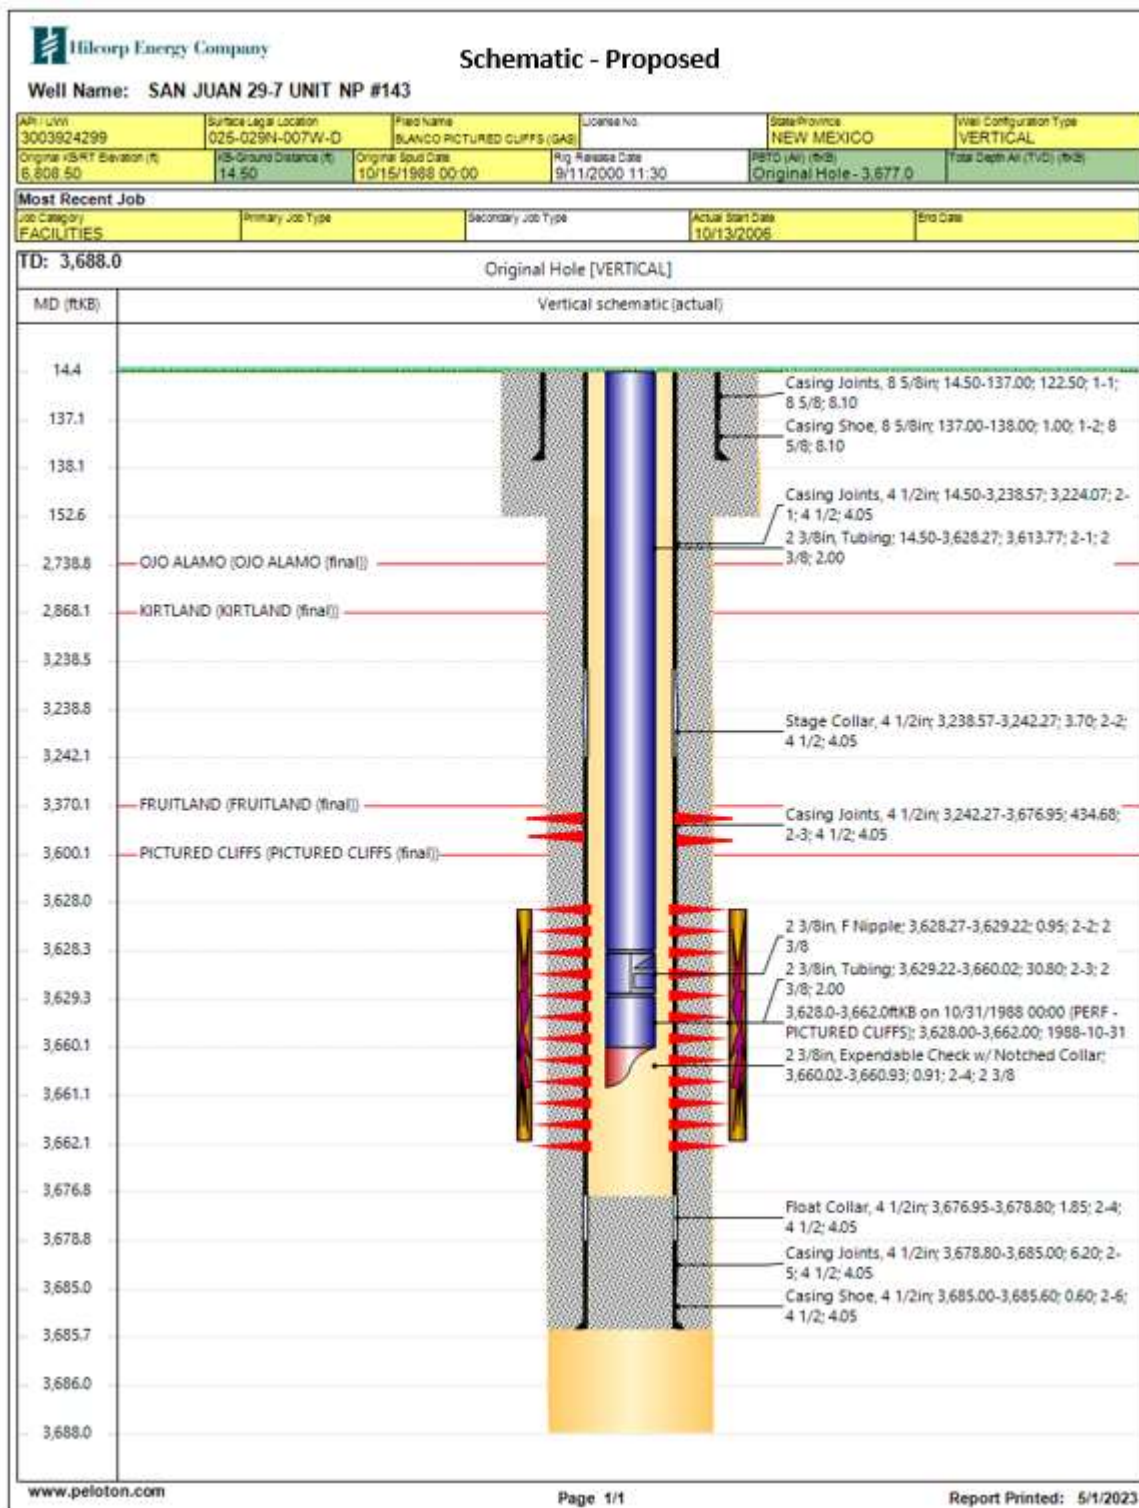 Hilcorp Energy Company
Schematic - Proposed
Well Name: SAN JUAN 29-7 UNIT NP #143
API / UWI
3003924299
Surface Legal Location
025-029N-007W-D
Field Name
BLANCO PICTURED CLIFFS (GAS)
License No.
State/Province
NEW MEXICO
Well Configuration Type
VERTICAL
Original KB/RT Elevation (ft)
6,808.50
KB-Ground Distance (ft)
14.50
Original Spud Date
10/15/1988 00:00
Rig Release Date
9/11/2000 11:30
PBTD (All) (ftKB)
Original Hole - 3,677.0
Total Depth All (TVD) (ftKB)
Most Recent Job
Job Category
FACILITIES
Primary Job Type
Secondary Job Type
Actual Start Date
10/13/2006
End Date
TD: 3,688.0
Original Hole [VERTICAL]
MD (ftKB)
Vertical schematic (actual)
14.4
137.1
138.1
152.6
2,738.8
2,868.1
3,238.5
3,238.8
3,242.1
3,370.1
3,600.1
3,628.0
3,628.3
3,629.3
3,660.1
3,661.1
3,662.1
3,676.8
3,678.8
3,685.0
3,685.7
3,686.0
3,688.0
OJO ALAMO (OJO ALAMO (final))
KIRTLAND (KIRTLAND (final))
FRUITLAND (FRUITLAND (final))
PICTURED CLIFFS (PICTURED CLIFFS (final))
Casing Joints, 8 5/8in; 14.50-137.00; 122.50; 1-1;
8 5/8; 8.10
Casing Shoe, 8 5/8in; 137.00-138.00; 1.00; 1-2; 8
5/8; 8.10
Casing Joints, 4 1/2in; 14.50-3,238.57; 3,224.07; 2-
1; 4 1/2; 4.05
2 3/8in, Tubing; 14.50-3,628.27; 3,613.77; 2-1; 2
3/8; 2.00
Stage Collar, 4 1/2in; 3,238.57-3,242.27; 3.70; 2-2;
4 1/2; 4.05
Casing Joints, 4 1/2in; 3,242.27-3,676.95; 434.68;
2-3; 4 1/2; 4.05
2 3/8in, F Nipple; 3,628.27-3,629.22; 0.95; 2-2; 2
3/8
2 3/8in, Tubing; 3,629.22-3,660.02; 30.80; 2-3; 2
3/8; 2.00
3,628.0-3,662.0ftKB on 10/31/1988 00:00 (PERF -
PICTURED CLIFFS); 3,628.00-3,662.00; 1988-10-31
2 3/8in, Expendable Check w/ Notched Collar;
3,660.02-3,660.93; 0.91; 2-4; 2 3/8
Float Collar, 4 1/2in; 3,676.95-3,678.80; 1.85; 2-4;
4 1/2; 4.05
Casing Joints, 4 1/2in; 3,678.80-3,685.00; 6.20; 2-
5; 4 1/2; 4.05
Casing Shoe, 4 1/2in; 3,685.00-3,685.60; 0.60; 2-6;
4 1/2; 4.05
www.peloton.com
Page 1/1
Report Printed: 5/1/2023